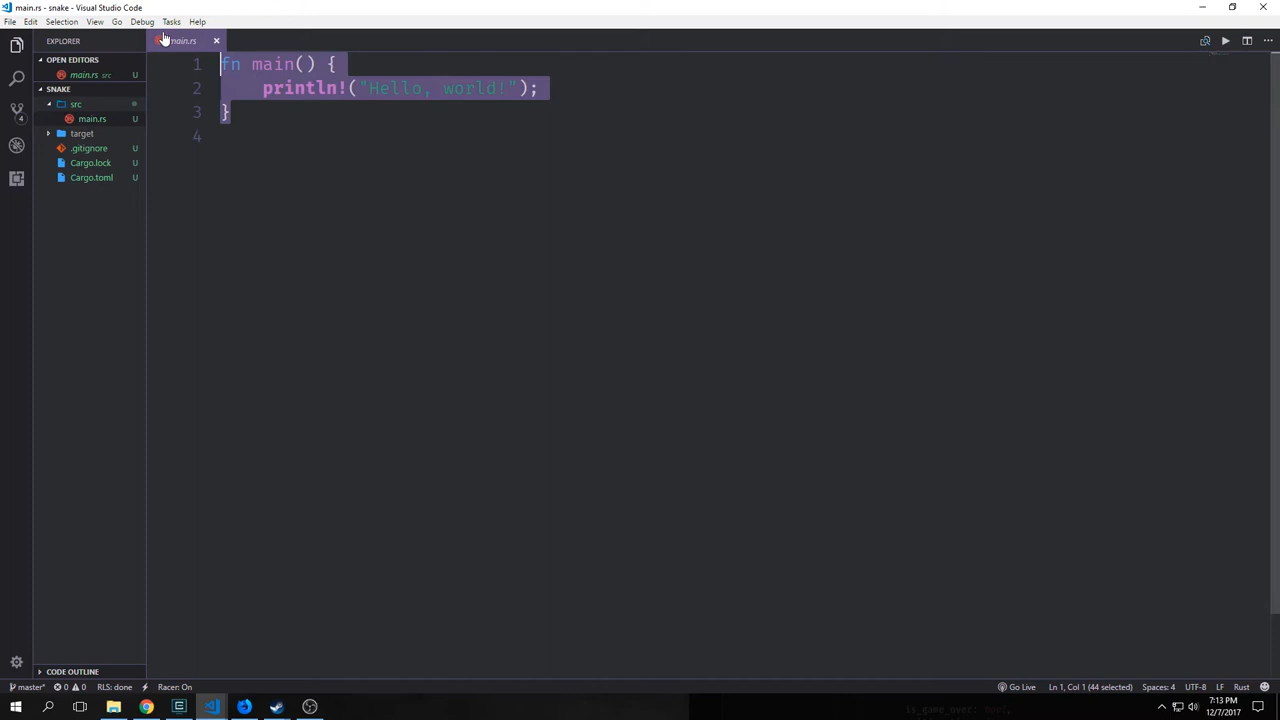 main.rs - snake - Visual Studio Code
File Edit Selection View Go Debug Tasks Help
EXPLORER
main.rs
OPEN EDITORS
main.rs src U
SNAKE
src
main.rs U
target
.gitignore U
Cargo.lock U
Cargo.toml U
1 fn main() {
2 println!("Hello, world!");
3 }
4
4
CODE OUTLINE
master* 0 0 RLS: done Racer: On
Go Live Ln 1, Col 1 (44 selected) Spaces: 4 UTF-8 LF Rust
is_game_over: bool,
7:13 PM
12/7/2017